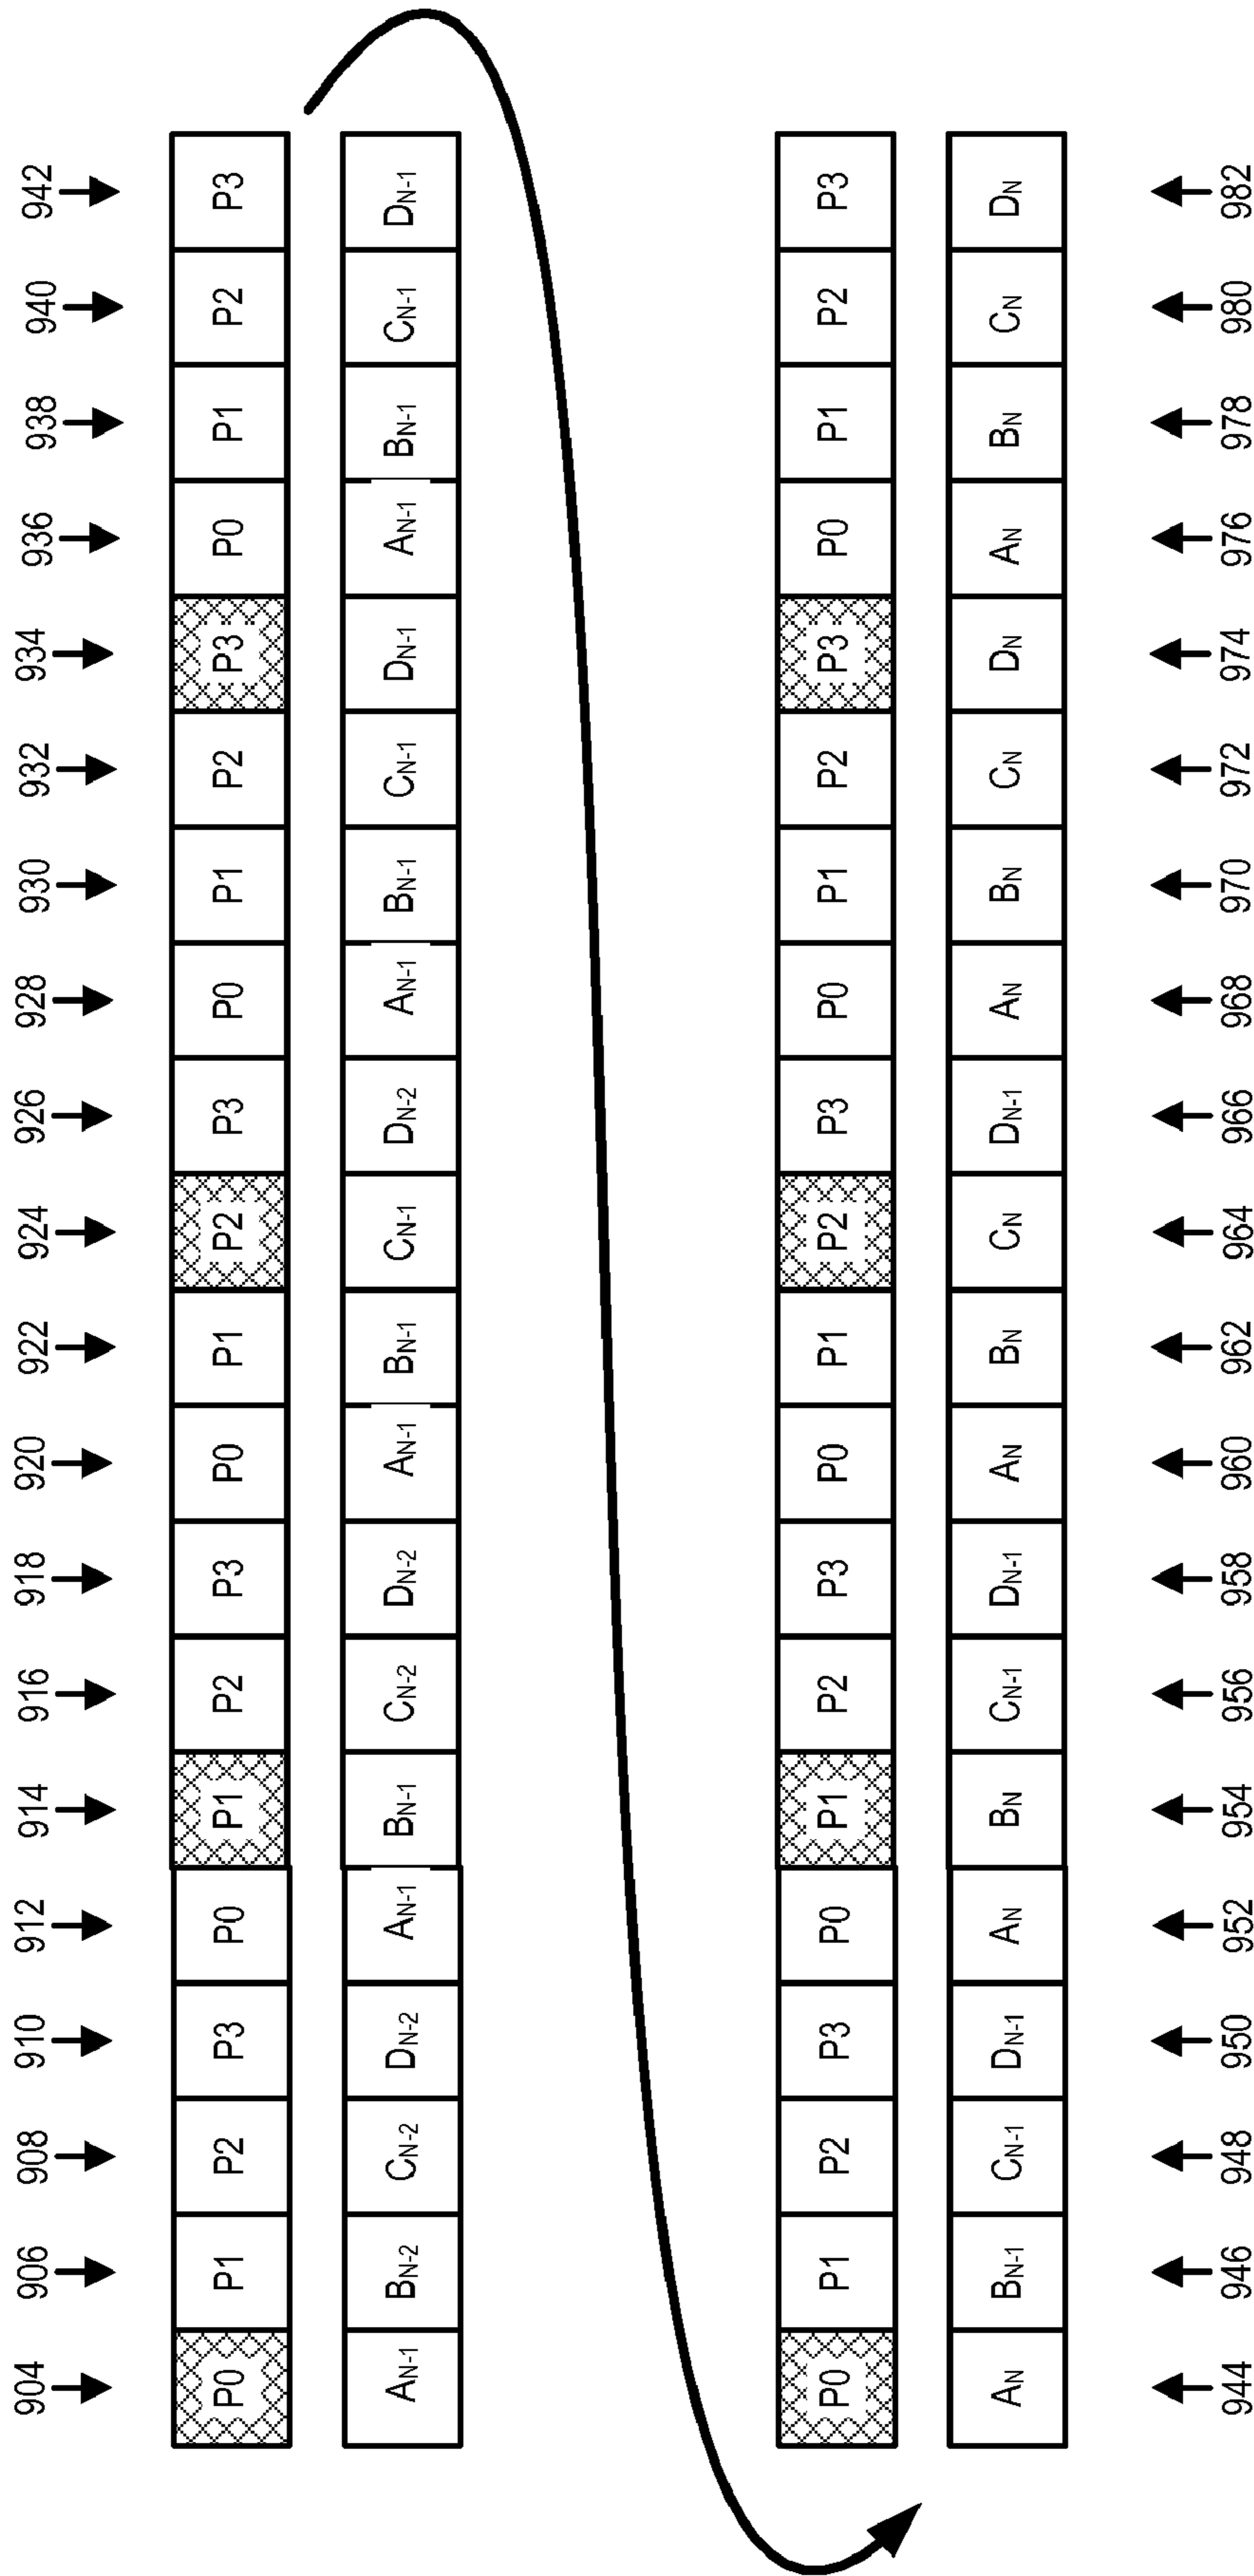 904 906 908 910 912 914 916 918 920 922 924 926 928 930 932 934 936 938 940 942
P0 P1 P2 P3 P0 P1 P2 P3 P0 P1 P2 P3 P0 P1 P2 P3 P0 P1 P2 P3
AN-1 BN-2 CN-2 DN-2 AN-1 BN-1 CN-2 DN-2 AN-1 BN-1 CN-1 DN-2 AN-1 BN-1 CN-1 DN-1 AN-1 BN-1 CN-1 DN-1
P0 P1 P2 P3 P0 P1 P2 P3 P0 P1 P2 P3 P0 P1 P2 P3 P0 P1 P2 P3
AN BN-1 CN-1 DN-1 AN BN CN-1 DN-1 AN BN CN DN-1 AN BN CN DN AN BN CN DN
944 946 948 950 952 954 956 958 960 962 964 966 968 970 972 974 976 978 980 982